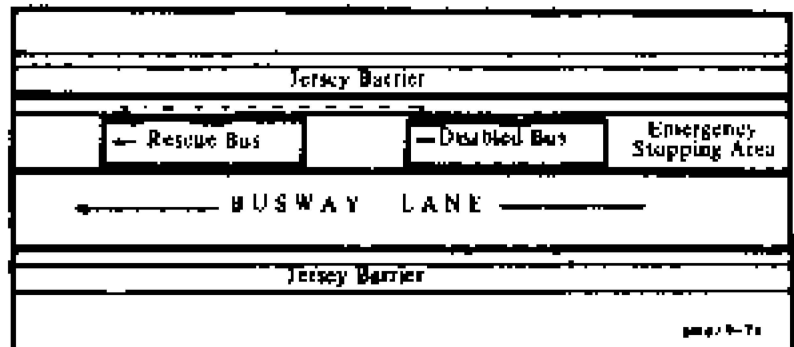 Jersey Barrier
Rescue Bus
Disabled Bus
Emergency
Stopping Area
BUSWAY LANE
Jersey Barrier